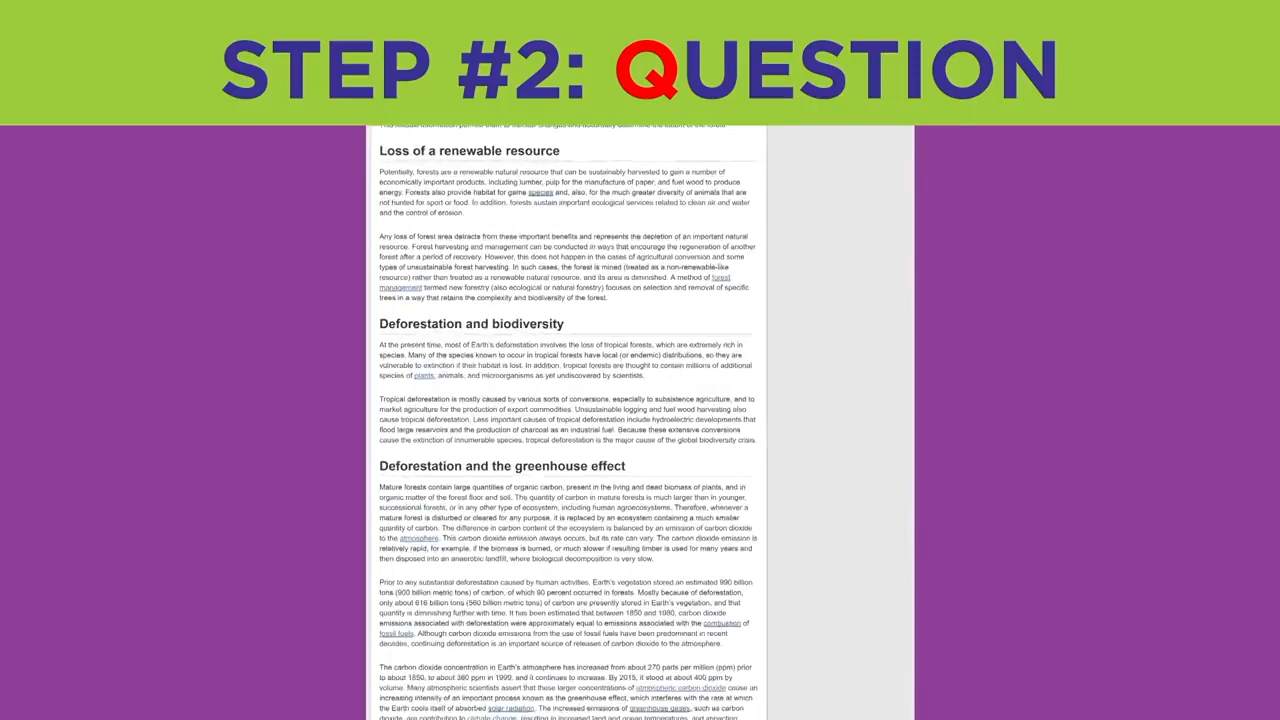 STEP #2: QUESTION
Loss of a renewable resource
Potentially, forests are a renewable natural resource that can be sustainably harvested to gain a number of
economically important products, including lumber, pulp for the manufacture of paper, and fuel wood to produce
energy. Forests also provide habitat for game species and, also, for the much greater diversity of animals that are
not hunted for sport or food. In addition, forests sustain important ecological services related to clean air and water
and the control of erosion.
Any loss of forest area detracts from these important benefits and represents the depletion of an important natural
resource. Forest harvesting and management can be conducted in ways that encourage the regeneration of another
forest after a period of recovery. However, this does not happen in the cases of agricultural conversion and some
types of unsustainable forest harvesting. In such cases, the forest is mined (treated as a non-renewable-like
resource) rather than treated as a renewable natural resource, and its area is diminished. A method of forest
management termed new forestry (also ecological or natural forestry) focuses on selection and removal of specific
trees in a way that retains the complexity and biodiversity of the forest.
Deforestation and biodiversity
At the present time, most of Earth's deforestation involves the loss of tropical forests, which are extremely rich in
species. Many of the species known to occur in tropical forests have local (or endemic) distributions, so they are
vulnerable to extinction if their habitat is lost. In addition, tropical forests are thought to contain millions of additional
species of plants, animals, and microorganisms as yet undiscovered by scientists.
Tropical deforestation is mostly caused by various sorts of conversions, especially to subsistence agriculture, and to
market agriculture for the production of export commodities. Unsustainable logging and fuel wood harvesting also
cause tropical deforestation. Less important causes of tropical deforestation include hydroelectric developments that
flood large reservoirs and the production of charcoal as an industrial fuel. Because these extensive conversions
cause the extinction of innumerable species, tropical deforestation is the major cause of the global biodiversity crisis.
Deforestation and the greenhouse effect
Mature forests contain large quantities of organic carbon, present in the living and dead biomass of plants, and in
organic matter of the forest floor and soil. The quantity of carbon in mature forests is much larger than in younger,
successional forests, or in any other type of ecosystem, including human agroecosystems. Therefore, whenever a
mature forest is disturbed or cleared for any purpose, it is replaced by an ecosystem containing a much smaller
quantity of carbon. The difference in carbon content of the ecosystem is balanced by an emission of carbon dioxide
to the atmosphere. This carbon dioxide emission always occurs, but its rate can vary. The carbon dioxide emission is
relatively rapid, for example, if the biomass is burned, or much slower if resulting timber is used for many years and
then disposed into an anaerobic landfill, where biological decomposition is very slow.
Prior to any substantial deforestation caused by human activities, Earth's vegetation stored an estimated 990 billion
tons (900 billion metric tons) of carbon, of which 90 percent occurred in forests. Mostly because of deforestation,
only about 616 billion tons (560 billion metric tons) of carbon are presently stored in Earth's vegetation, and that
quantity is diminishing further with time. It has been estimated that between 1850 and 1980, carbon dioxide
emissions associated with deforestation were approximately equal to emissions associated with the combustion of
fossil fuels. Although carbon dioxide emissions from the use of fossil fuels have been predominant in recent
decades, continuing deforestation is an important source of releases of carbon dioxide to the atmosphere.
The carbon dioxide concentration in Earth's atmosphere has increased from about 270 parts per million (ppm) prior
to about 1850, to about 360 ppm in 1999, and it continues to increase. By 2015, it stood at about 400 ppm by
volume. Many atmospheric scientists assert that these larger concentrations of atmospheric carbon dioxide cause an
increasing intensity of an important process known as the greenhouse effect, which interferes with the rate at which
the Earth cools itself of absorbed solar radiation. The increased emissions of greenhouse gases, such as carbon
dioxide, are contributing to climate change, resulting in increased land and ocean temperatures, and